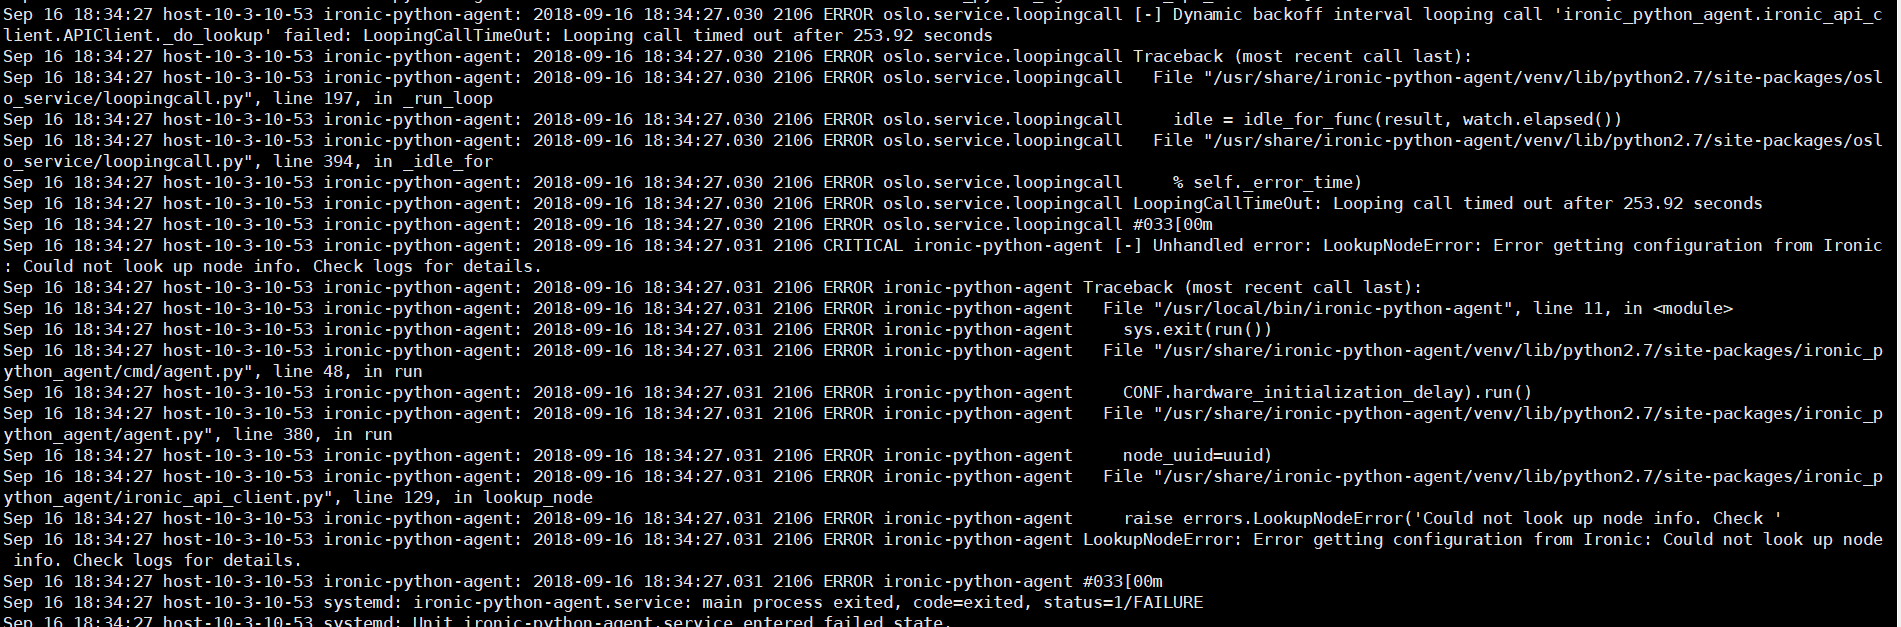 Sep 16 18:34:27 host-10-3-10-53 ironic-python-agent: 2018-09-16 18:34:27.030 2106 ERROR oslo.service.loopingcall [-] Dynamic backoff interval looping call 'ironic_python_agent.ironic_api_c
lient.APIClient._do_lookup' failed: LoopingCallTimeOut: Looping call timed out after 253.92 seconds
Sep 16 18:34:27 host-10-3-10-53 ironic-python-agent: 2018-09-16 18:34:27.030 2106 ERROR oslo.service.loopingcall Traceback (most recent call last):
Sep 16 18:34:27 host-10-3-10-53 ironic-python-agent: 2018-09-16 18:34:27.030 2106 ERROR oslo.service.loopingcall   File "/usr/share/ironic-python-agent/venv/lib/python2.7/site-packages/osl
o_service/loopingcall.py", line 197, in _run_loop
Sep 16 18:34:27 host-10-3-10-53 ironic-python-agent: 2018-09-16 18:34:27.030 2106 ERROR oslo.service.loopingcall     idle = idle_for_func(result, watch.elapsed())
Sep 16 18:34:27 host-10-3-10-53 ironic-python-agent: 2018-09-16 18:34:27.030 2106 ERROR oslo.service.loopingcall   File "/usr/share/ironic-python-agent/venv/lib/python2.7/site-packages/osl
o_service/loopingcall.py", line 394, in _idle_for
Sep 16 18:34:27 host-10-3-10-53 ironic-python-agent: 2018-09-16 18:34:27.030 2106 ERROR oslo.service.loopingcall     % self._error_time)
Sep 16 18:34:27 host-10-3-10-53 ironic-python-agent: 2018-09-16 18:34:27.030 2106 ERROR oslo.service.loopingcall LoopingCallTimeOut: Looping call timed out after 253.92 seconds
Sep 16 18:34:27 host-10-3-10-53 ironic-python-agent: 2018-09-16 18:34:27.030 2106 ERROR oslo.service.loopingcall #033[00m
Sep 16 18:34:27 host-10-3-10-53 ironic-python-agent: 2018-09-16 18:34:27.031 2106 CRITICAL ironic-python-agent [-] Unhandled error: LookupNodeError: Error getting configuration from Ironic
: Could not look up node info. Check logs for details.
Sep 16 18:34:27 host-10-3-10-53 ironic-python-agent: 2018-09-16 18:34:27.031 2106 ERROR ironic-python-agent Traceback (most recent call last):
Sep 16 18:34:27 host-10-3-10-53 ironic-python-agent: 2018-09-16 18:34:27.031 2106 ERROR ironic-python-agent   File "/usr/local/bin/ironic-python-agent", line 11, in <module>
Sep 16 18:34:27 host-10-3-10-53 ironic-python-agent: 2018-09-16 18:34:27.031 2106 ERROR ironic-python-agent     sys.exit(run())
Sep 16 18:34:27 host-10-3-10-53 ironic-python-agent: 2018-09-16 18:34:27.031 2106 ERROR ironic-python-agent   File "/usr/share/ironic-python-agent/venv/lib/python2.7/site-packages/ironic_p
ython_agent/cmd/agent.py", line 48, in run
Sep 16 18:34:27 host-10-3-10-53 ironic-python-agent: 2018-09-16 18:34:27.031 2106 ERROR ironic-python-agent     CONF.hardware_initialization_delay).run()
Sep 16 18:34:27 host-10-3-10-53 ironic-python-agent: 2018-09-16 18:34:27.031 2106 ERROR ironic-python-agent   File "/usr/share/ironic-python-agent/venv/lib/python2.7/site-packages/ironic_p
ython_agent/agent.py", line 380, in run
Sep 16 18:34:27 host-10-3-10-53 ironic-python-agent: 2018-09-16 18:34:27.031 2106 ERROR ironic-python-agent     node_uuid=uuid)
Sep 16 18:34:27 host-10-3-10-53 ironic-python-agent: 2018-09-16 18:34:27.031 2106 ERROR ironic-python-agent   File "/usr/share/ironic-python-agent/venv/lib/python2.7/site-packages/ironic_p
ython_agent/ironic_api_client.py", line 129, in lookup_node
Sep 16 18:34:27 host-10-3-10-53 ironic-python-agent: 2018-09-16 18:34:27.031 2106 ERROR ironic-python-agent     raise errors.LookupNodeError('Could not look up node info. Check '
Sep 16 18:34:27 host-10-3-10-53 ironic-python-agent: 2018-09-16 18:34:27.031 2106 ERROR ironic-python-agent LookupNodeError: Error getting configuration from Ironic: Could not look up node
 info. Check logs for details.
Sep 16 18:34:27 host-10-3-10-53 ironic-python-agent: 2018-09-16 18:34:27.031 2106 ERROR ironic-python-agent #033[00m
Sep 16 18:34:27 host-10-3-10-53 systemd: ironic-python-agent.service: main process exited, code=exited, status=1/FAILURE
Sep 16 18:34:27 host-10-3-10-53 systemd: Unit ironic-python-agent.service entered failed state.